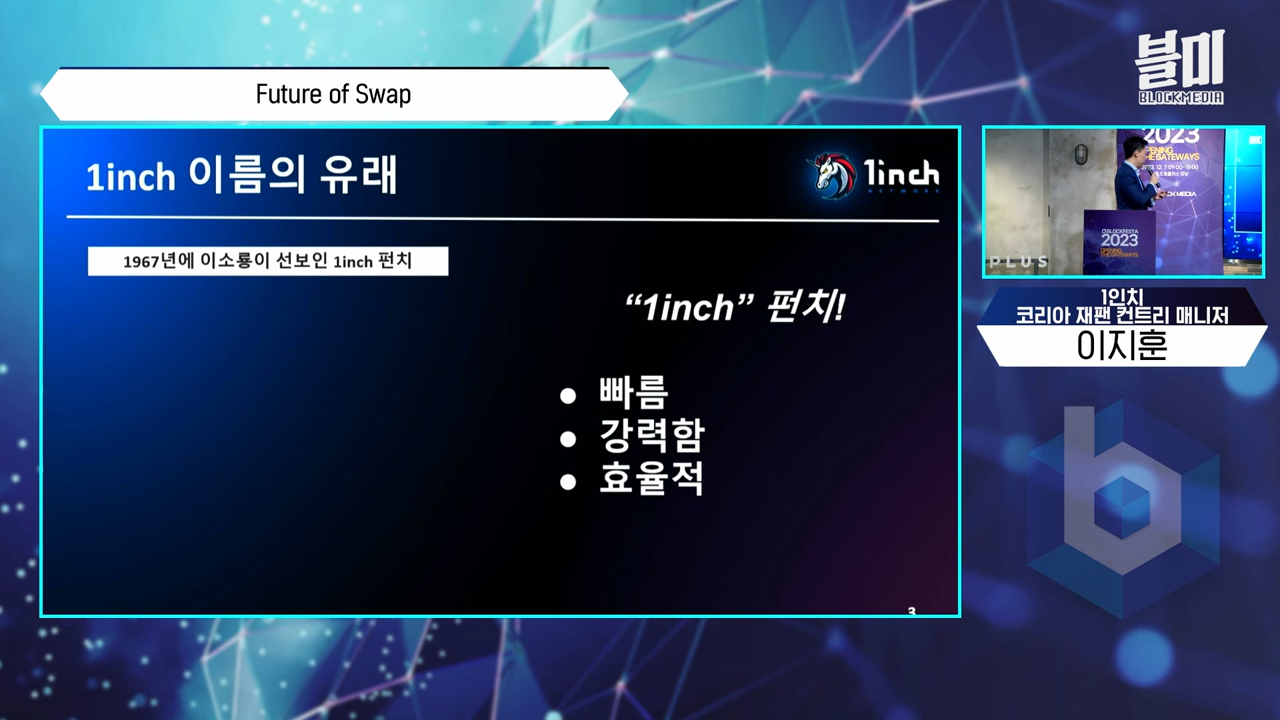 Future of Swap
블미
BLOCKMEDIA
1inch 이름의 유래
1inch
NETWORK
1967년에 이소룡이 선보인 1inch 펀치
“1inch” 펀치!
● 빠름
● 강력함
● 효율적
3
2023
OPENING
THE GATEWAYS
BLOCKFESTA
2023
OPENING
THE GATEWAYS
PLUS
1인치
코리아 재팬 컨트리 매니저
이지훈